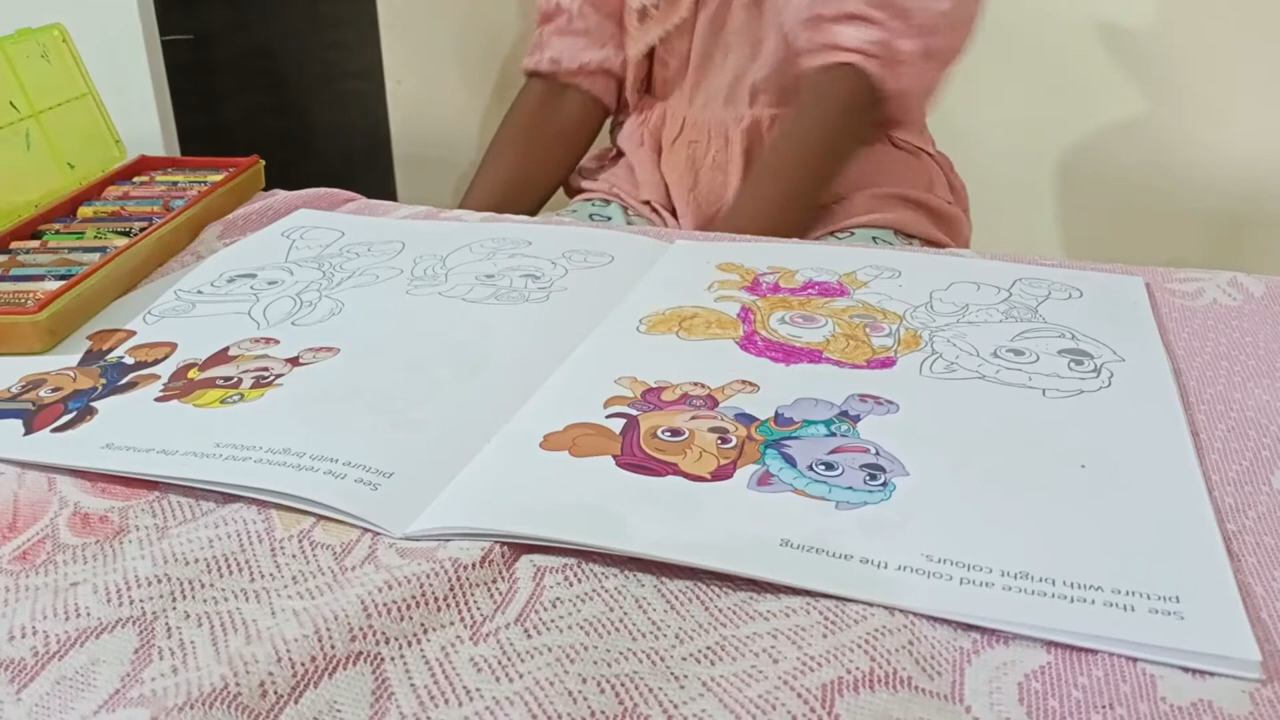 See the reference and colour the amazing
picture with bright colours.
See the reference and colour the amazing
picture with bright colours.
PASTELS